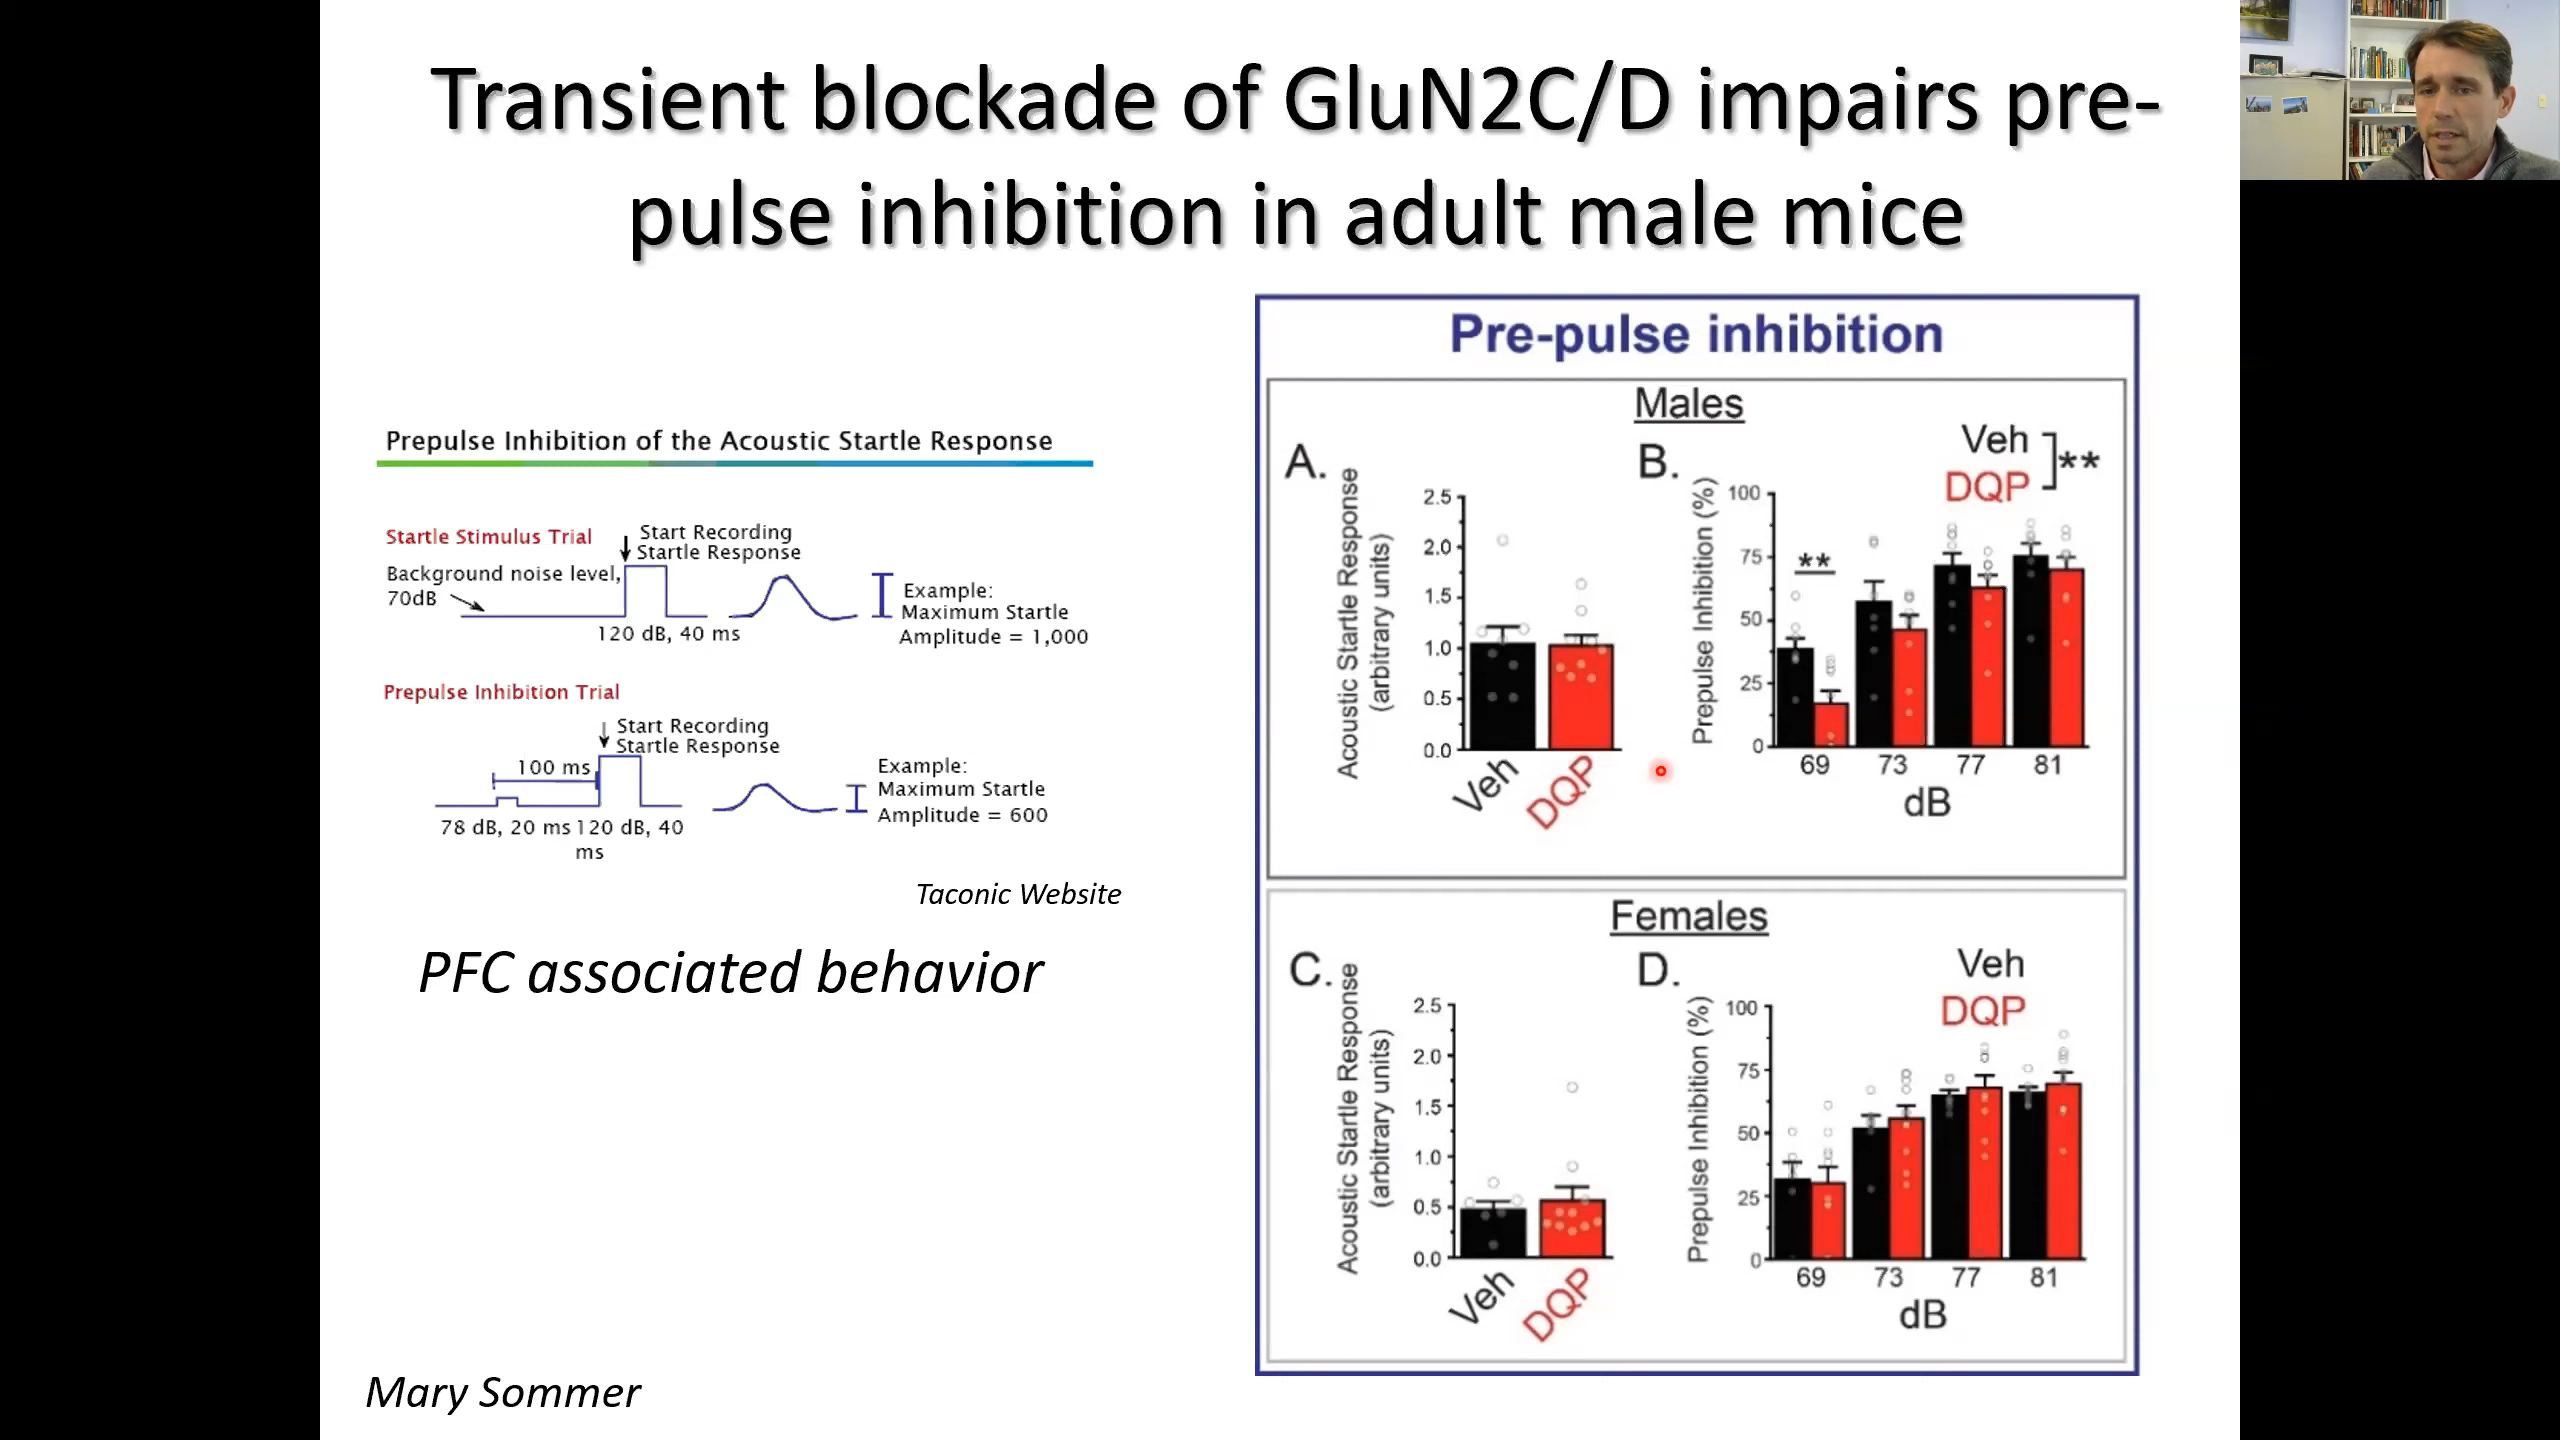 Transient blockade of GluN2C/D impairs pre-
pulse inhibition in adult male mice
Prepulse Inhibition of the Acoustic Startle Response
Startle Stimulus Trial
Start Recording
Startle Response
Background noise level,
70dB
120 dB, 40 ms
Example:
Maximum Startle
Amplitude = 1,000
Prepulse Inhibition Trial
Start Recording
Startle Response
100 ms
78 dB, 20 ms 120 dB, 40
ms
Example:
Maximum Startle
Amplitude = 600
Taconic Website
PFC associated behavior
Mary Sommer
Pre-pulse inhibition
Males
A.
Acoustic Startle Response
(arbitrary units)
2.5
2.0
1.5
1.0
0.5
0.0
Veh
DQP
B.
Veh
DQP
**
Prepulse Inhibition (%)
100
75
50
25
0
**
69 73 77 81
dB
Females
C.
Acoustic Startle Response
(arbitrary units)
2.5
2.0
1.5
1.0
0.5
0.0
Veh
DQP
D.
Veh
DQP
Prepulse Inhibition (%)
100
75
50
25
0
69 73 77 81
dB